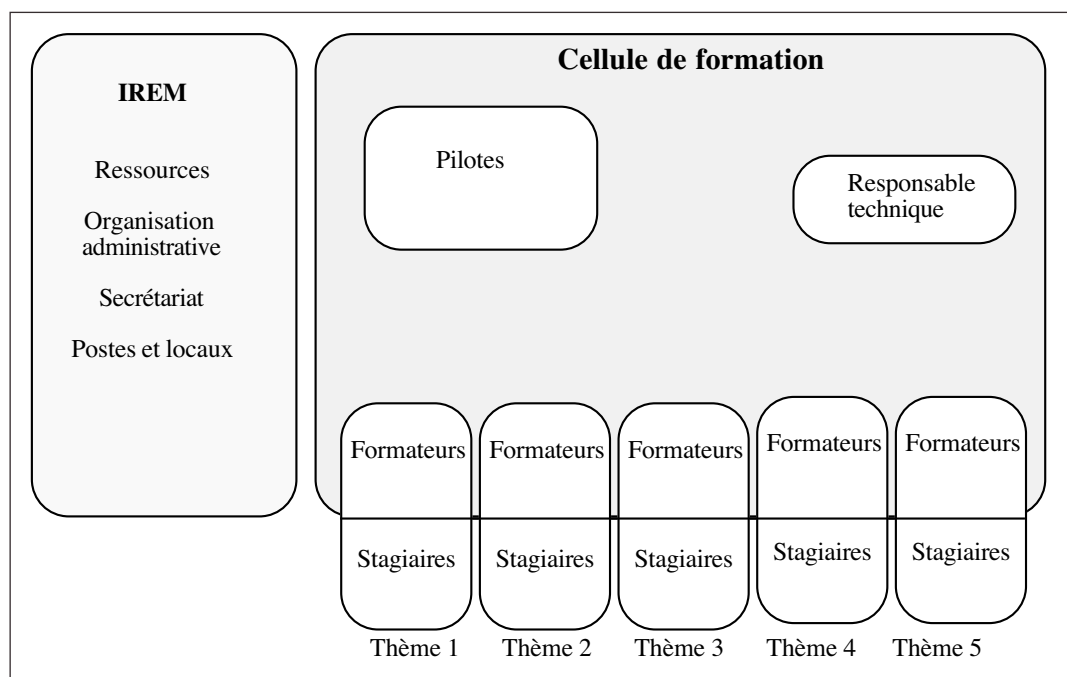 IREM
Ressources
Organisation
administrative
Secrétariat
Postes et locaux
Cellule de formation
Pilotes
Responsable
technique
Formateurs
Formateurs
Formateurs
Formateurs
Formateurs
Stagiaires
Stagiaires
Stagiaires
Stagiaires
Stagiaires
Thème 1
Thème 2
Thème 3
Thème 4
Thème 5